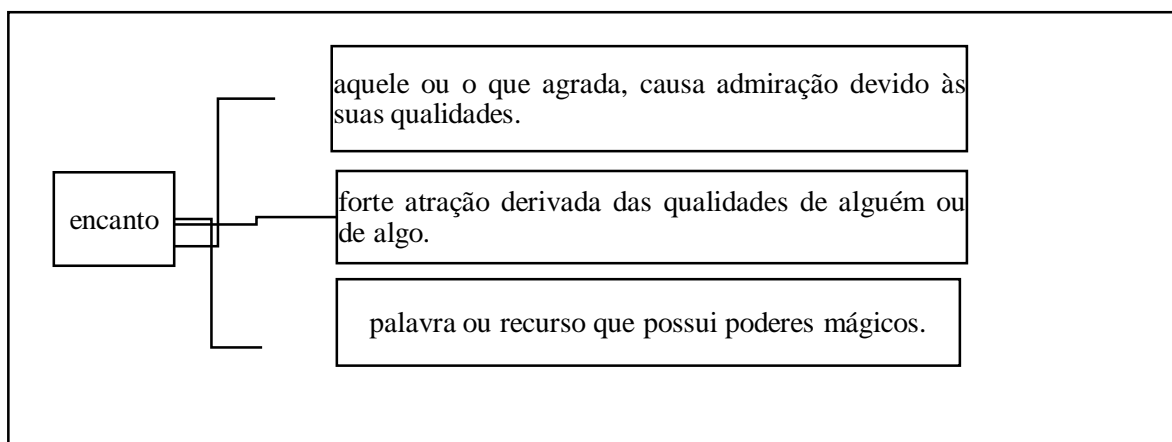 aquele ou o que agrada, causa admiração devido às
suas qualidades.
encanto
forte atração derivada das qualidades de alguém ou
de algo.
palavra ou recurso que possui poderes mágicos.